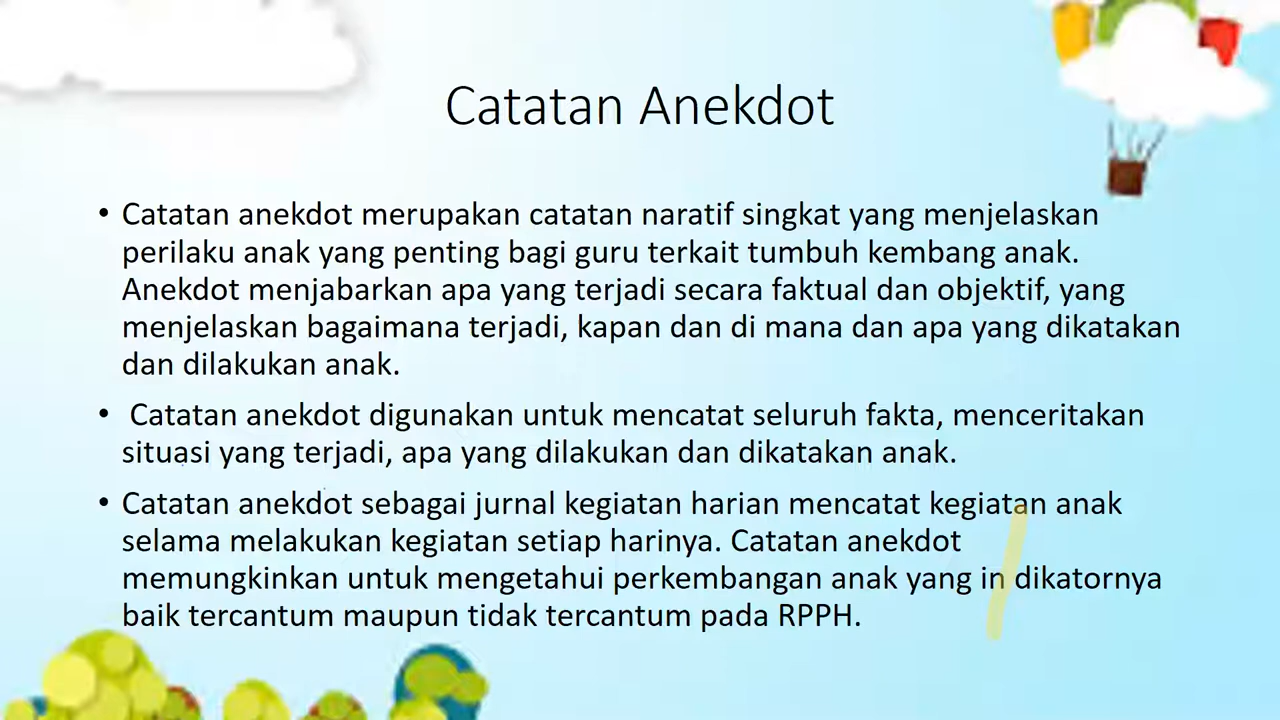 Catatan Anekdot
• Catatan anekdot merupakan catatan naratif singkat yang menjelaskan
perilaku anak yang penting bagi guru terkait tumbuh kembang anak.
Anekdot menjabarkan apa yang terjadi secara faktual dan objektif, yang
menjelaskan bagaimana terjadi, kapan dan di mana dan apa yang dikatakan
dan dilakukan anak.
• Catatan anekdot digunakan untuk mencatat seluruh fakta, menceritakan
situasi yang terjadi, apa yang dilakukan dan dikatakan anak.
• Catatan anekdot sebagai jurnal kegiatan harian mencatat kegiatan anak
selama melakukan kegiatan setiap harinya. Catatan anekdot
memungkinkan untuk mengetahui perkembangan anak yang in dikatornya
baik tercantum maupun tidak tercantum pada RPPH.